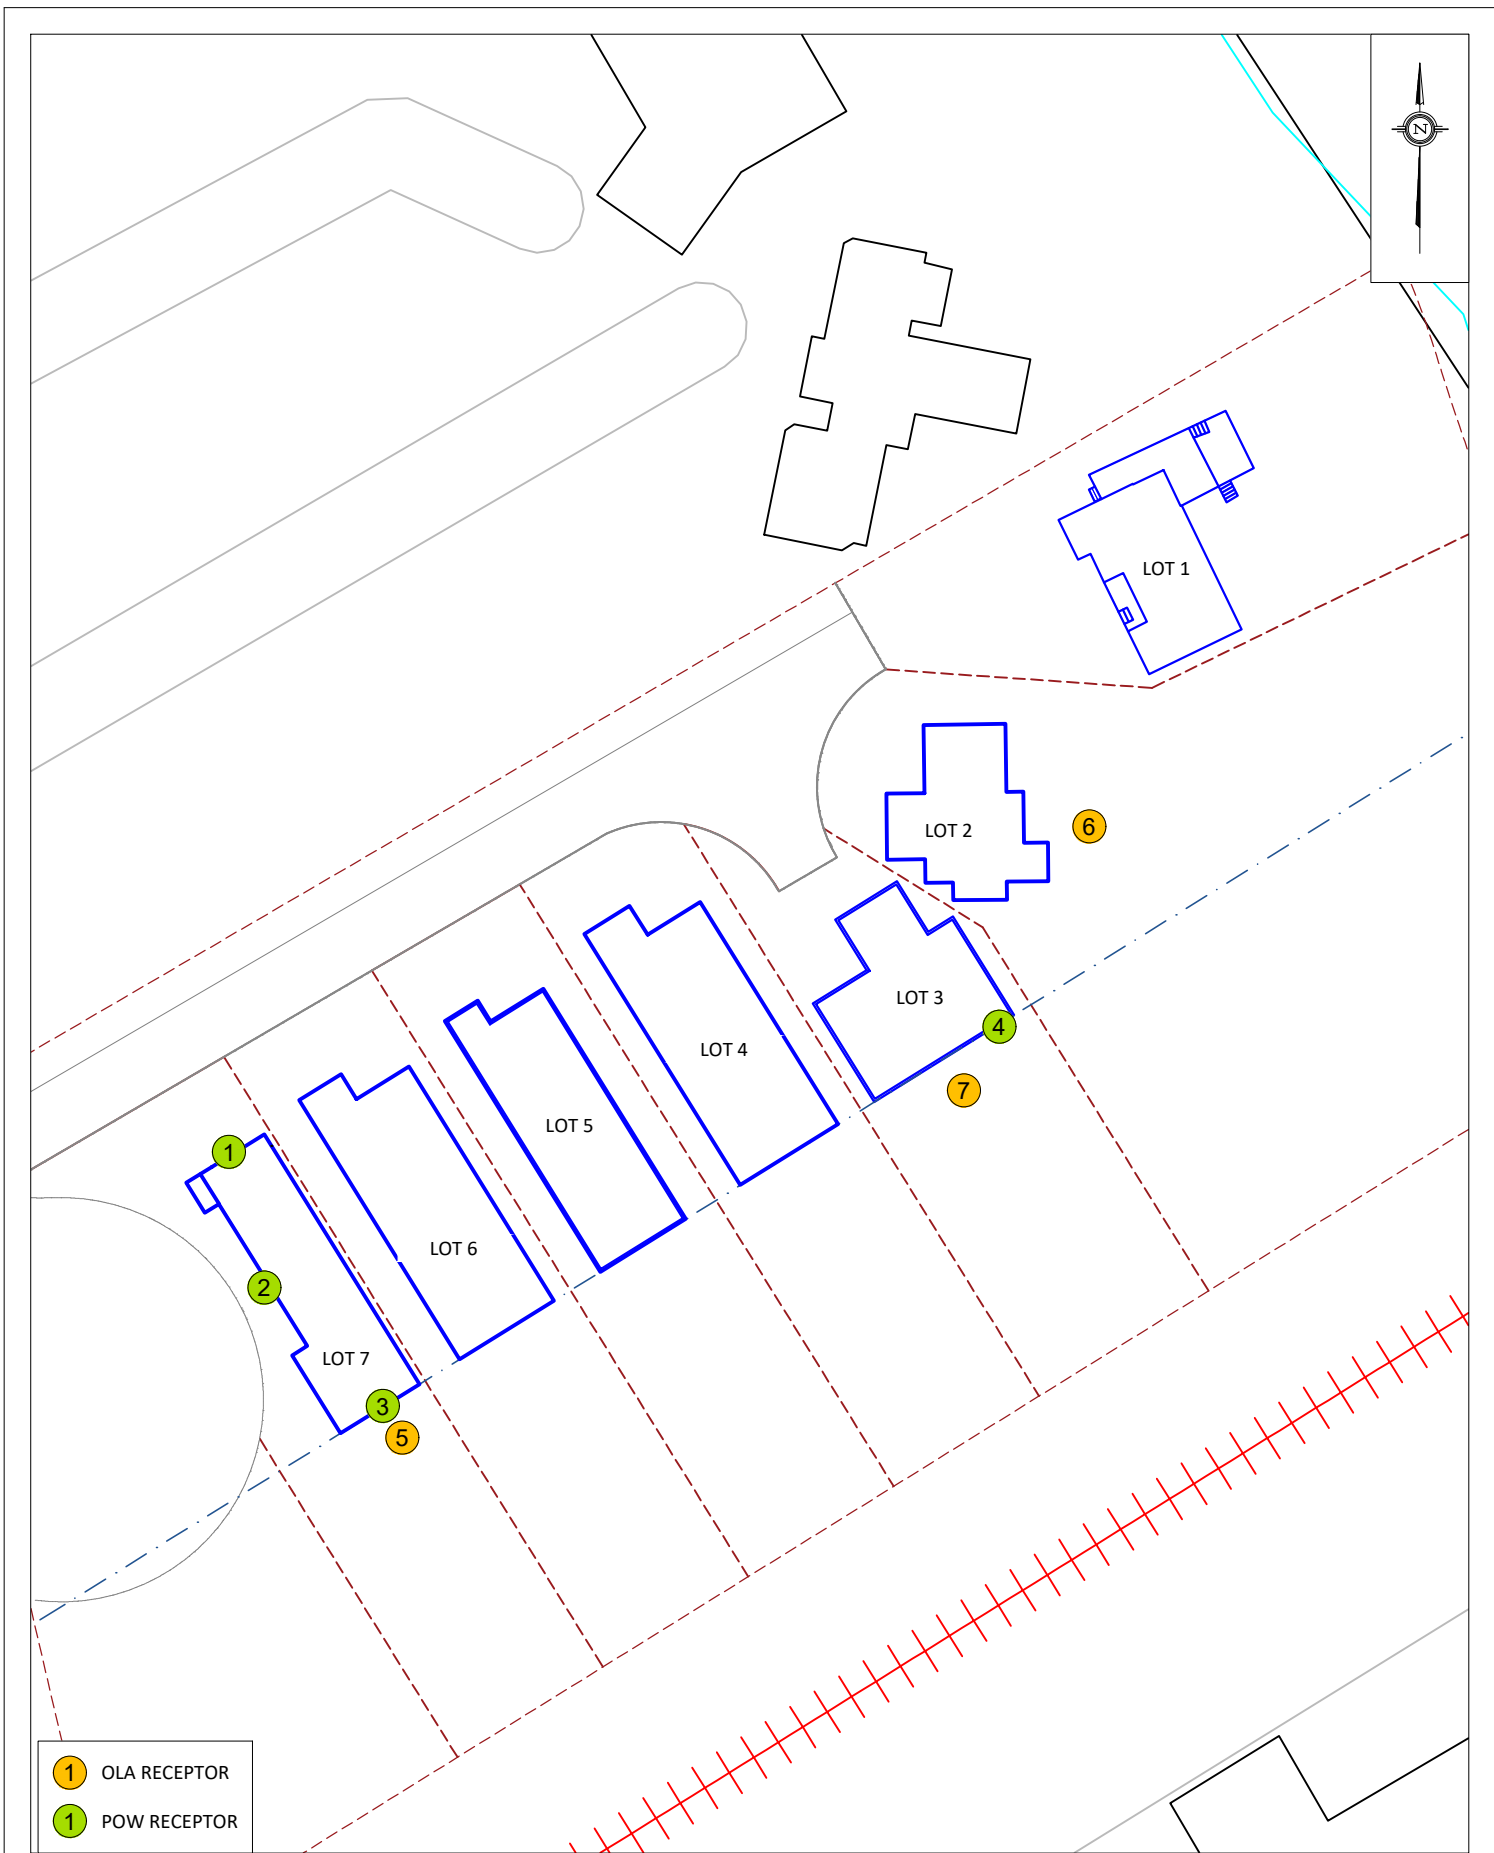 N
LOT 1
LOT 2
6
LOT 3
4
LOT 4
7
LOT 5
1
LOT 6
2
LOT 7
3
5
1 OLA RECEPTOR
1 POW RECEPTOR